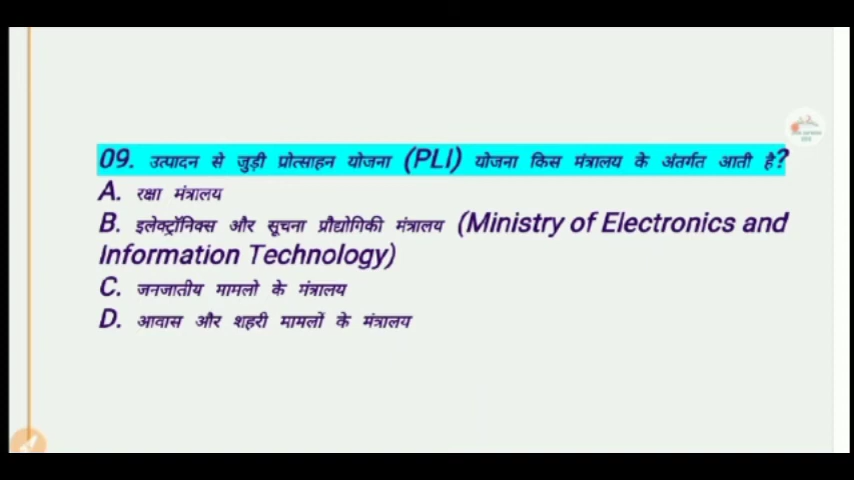 09. उत्पादन से जुड़ी प्रोत्साहन योजना (PLI) योजना किस मंत्रालय के अंतर्गत आती है?
A. रक्षा मंत्रालय
B. इलेक्ट्रॉनिक्स और सूचना प्रौद्योगिकी मंत्रालय (Ministry of Electronics and
Information Technology)
C. जनजातीय मामलो के मंत्रालय
D. आवास और शहरी मामलों के मंत्रालय